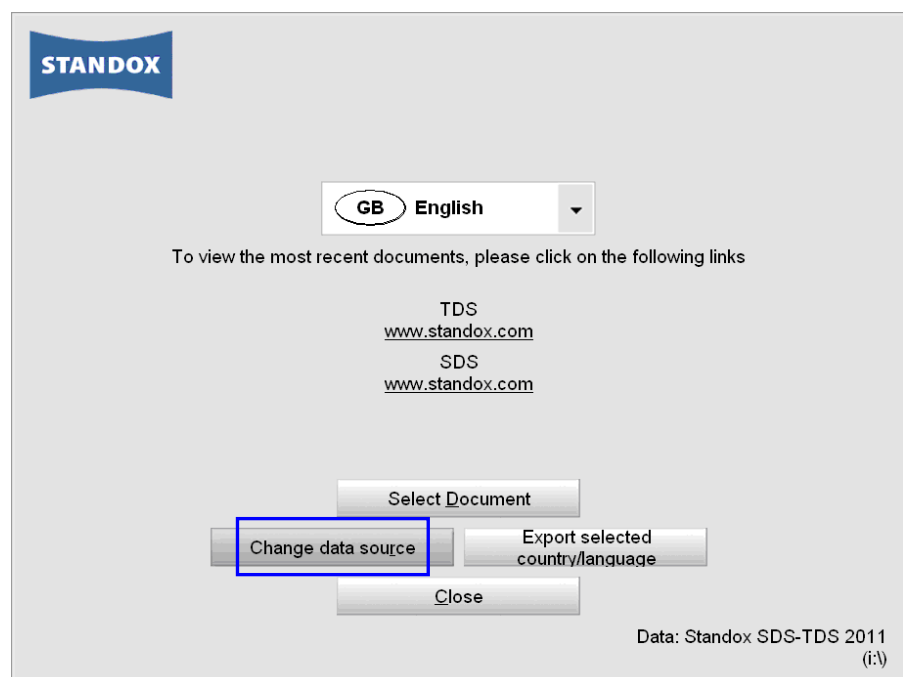 STANDOX
GB English
To view the most recent documents, please click on the following links
TDS
www.standox.com
SDS
www.standox.com
Select Document
Change data source
Export selected
country/language
Close
Data: Standox SDS-TDS 2011
(i:\)